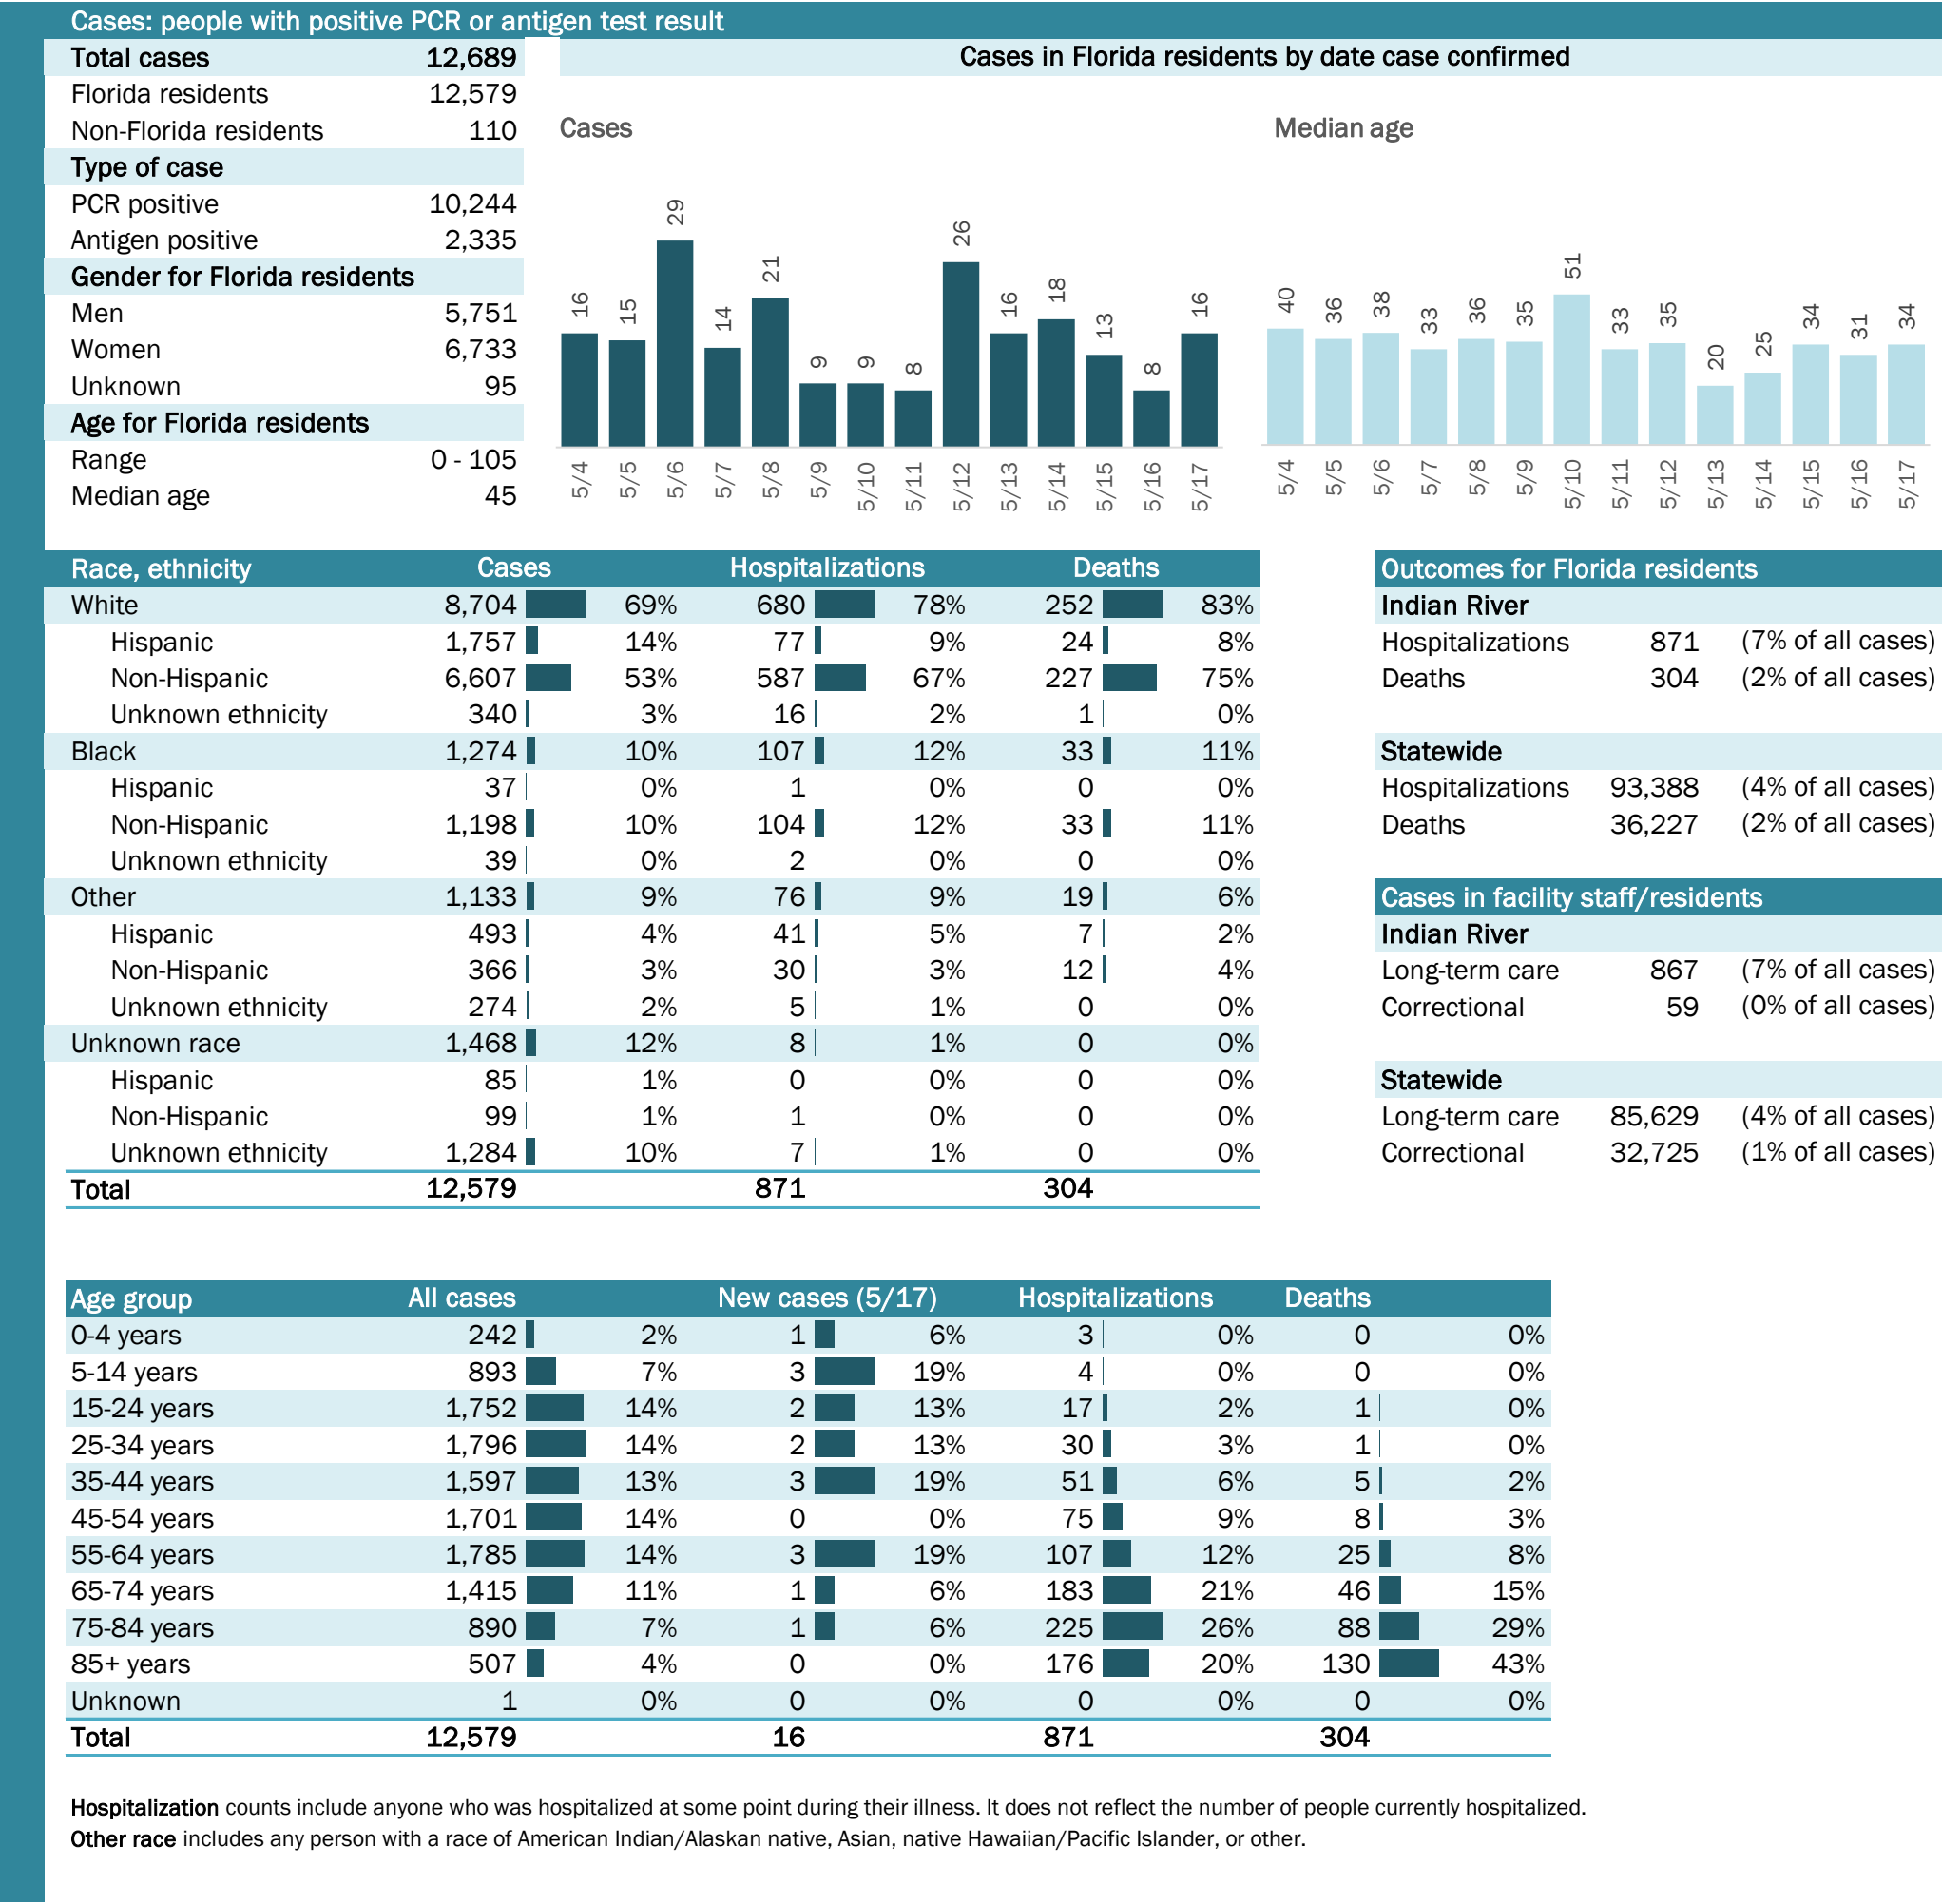 Cases: people with positive PCR or antigen test result
Total cases 12,689
Florida residents 12,579
Non-Florida residents 110
Type of case
PCR positive 10,244
Antigen positive 2,335
Gender for Florida residents
Men 5,751
Women 6,733
Unknown 95
Age for Florida residents
Range 0 - 105
Median age 45
Cases in Florida residents by date case confirmed
Cases
16 15 29 14 21 9 9 8 26 16 18 13 8 16
5/4 5/5 5/6 5/7 5/8 5/9 5/10 5/11 5/12 5/13 5/14 5/15 5/16 5/17
Median age
40 36 38 33 36 35 51 33 35 20 25 34 31 34
5/4 5/5 5/6 5/7 5/8 5/9 5/10 5/11 5/12 5/13 5/14 5/15 5/16 5/17
Race, ethnicity Cases Hospitalizations Deaths
White 8,704 69% 680 78% 252 83%
Hispanic 1,757 14% 77 9% 24 8%
Non-Hispanic 6,607 53% 587 67% 227 75%
Unknown ethnicity 340 3% 16 2% 1 0%
Black 1,274 10% 107 12% 33 11%
Hispanic 37 0% 1 0% 0 0%
Non-Hispanic 1,198 10% 104 12% 33 11%
Unknown ethnicity 39 0% 2 0% 0 0%
Other 1,133 9% 76 9% 19 6%
Hispanic 493 4% 41 5% 7 2%
Non-Hispanic 366 3% 30 3% 12 4%
Unknown ethnicity 274 2% 5 1% 0 0%
Unknown race 1,468 12% 8 1% 0 0%
Hispanic 85 1% 0 0% 0 0%
Non-Hispanic 99 1% 1 0% 0 0%
Unknown ethnicity 1,284 10% 7 1% 0 0%
Total 12,579 871 304
Outcomes for Florida residents
Indian River
Hospitalizations 871 (7% of all cases)
Deaths 304 (2% of all cases)
Statewide
Hospitalizations 93,388 (4% of all cases)
Deaths 36,227 (2% of all cases)
Cases in facility staff/residents
Indian River
Long-term care 867 (7% of all cases)
Correctional 59 (0% of all cases)
Statewide
Long-term care 85,629 (4% of all cases)
Correctional 32,725 (1% of all cases)
Age group All cases New cases (5/17) Hospitalizations Deaths
0-4 years 242 2% 1 6% 3 0% 0 0%
5-14 years 893 7% 3 19% 4 0% 0 0%
15-24 years 1,752 14% 2 13% 17 2% 1 0%
25-34 years 1,796 14% 2 13% 30 3% 1 0%
35-44 years 1,597 13% 3 19% 51 6% 5 2%
45-54 years 1,701 14% 0 0% 75 9% 8 3%
55-64 years 1,785 14% 3 19% 107 12% 25 8%
65-74 years 1,415 11% 1 6% 183 21% 46 15%
75-84 years 890 7% 1 6% 225 26% 88 29%
85+ years 507 4% 0 0% 176 20% 130 43%
Unknown 1 0% 0 0% 0 0% 0 0%
Total 12,579 16 871 304
Hospitalization counts include anyone who was hospitalized at some point during their illness. It does not reflect the number of people currently hospitalized.
Other race includes any person with a race of American Indian/Alaskan native, Asian, native Hawaiian/Pacific Islander, or other.